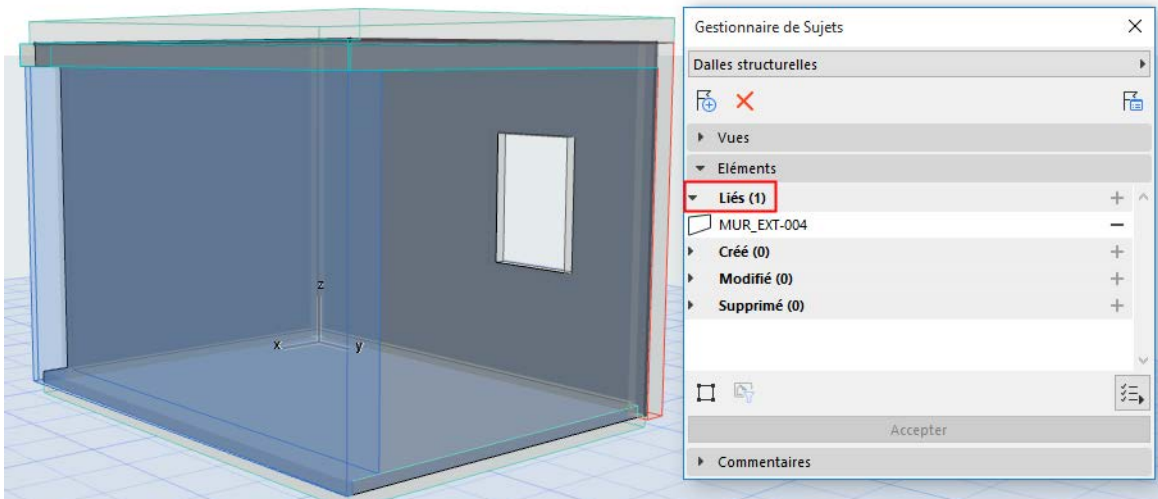 Gestionnaire de Sujets
Dalles structurelles
Vues
Eléments
Liés (1)
MUR_EXT-004
Créé (0)
Modifié (0)
Supprimé (0)
Accepter
Commentaires
z
x
y